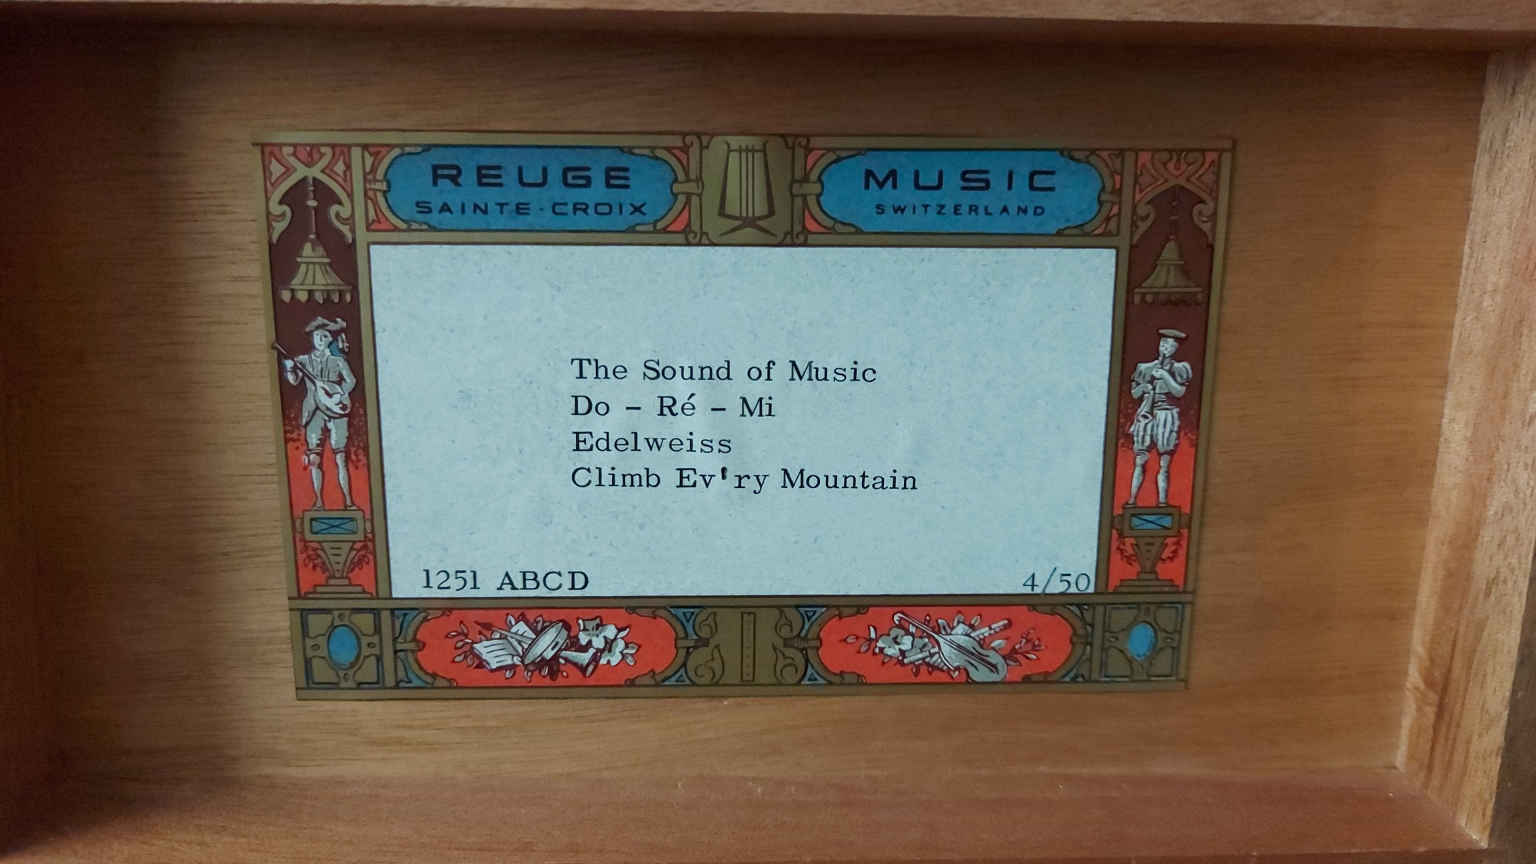 REUGE MUSIC
SAINTE-CROIX SWITZERLAND
The Sound of Music
Do – Ré – Mi
Edelweiss
Climb Ev'ry Mountain
1251 ABCD 4/50